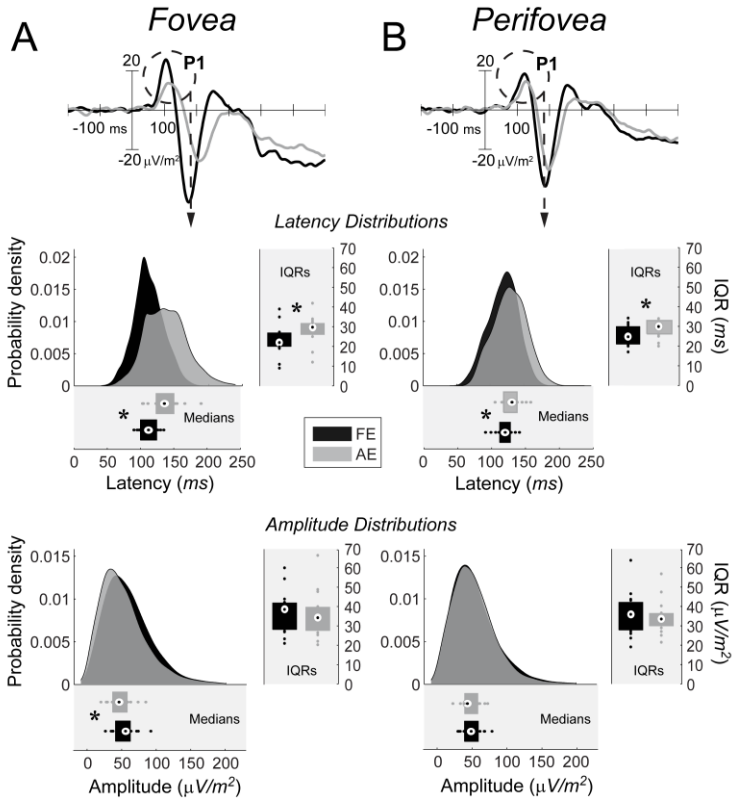 Fovea
Perifovea
A
B
20
P1
-100 ms
100
-20 μV/m²
20
P1
-100 ms
100
-20 μV/m²
Latency Distributions
Probability density
0.02
0.015
0.01
0.005
0
IQRs
*
70
60
50
40
30
20
10
0
0.02
0.015
0.01
0.005
0
IQRs
*
70
60
50
40
30
20
10
0
IQR (ms)
*
Medians
0 50 100 150 200 250
Latency (ms)
FE
AE
*
Medians
0 50 100 150 200 250
Latency (ms)
Amplitude Distributions
Probability density
0.015
0.01
0.005
0
IQRs
70
60
50
40
30
20
10
0
0.015
0.01
0.005
0
IQRs
70
60
50
40
30
20
10
0
IQR (μV/m²)
*
Medians
0 50 100 150 200
Amplitude (μV/m²)
Medians
0 50 100 150 200
Amplitude (μV/m²)